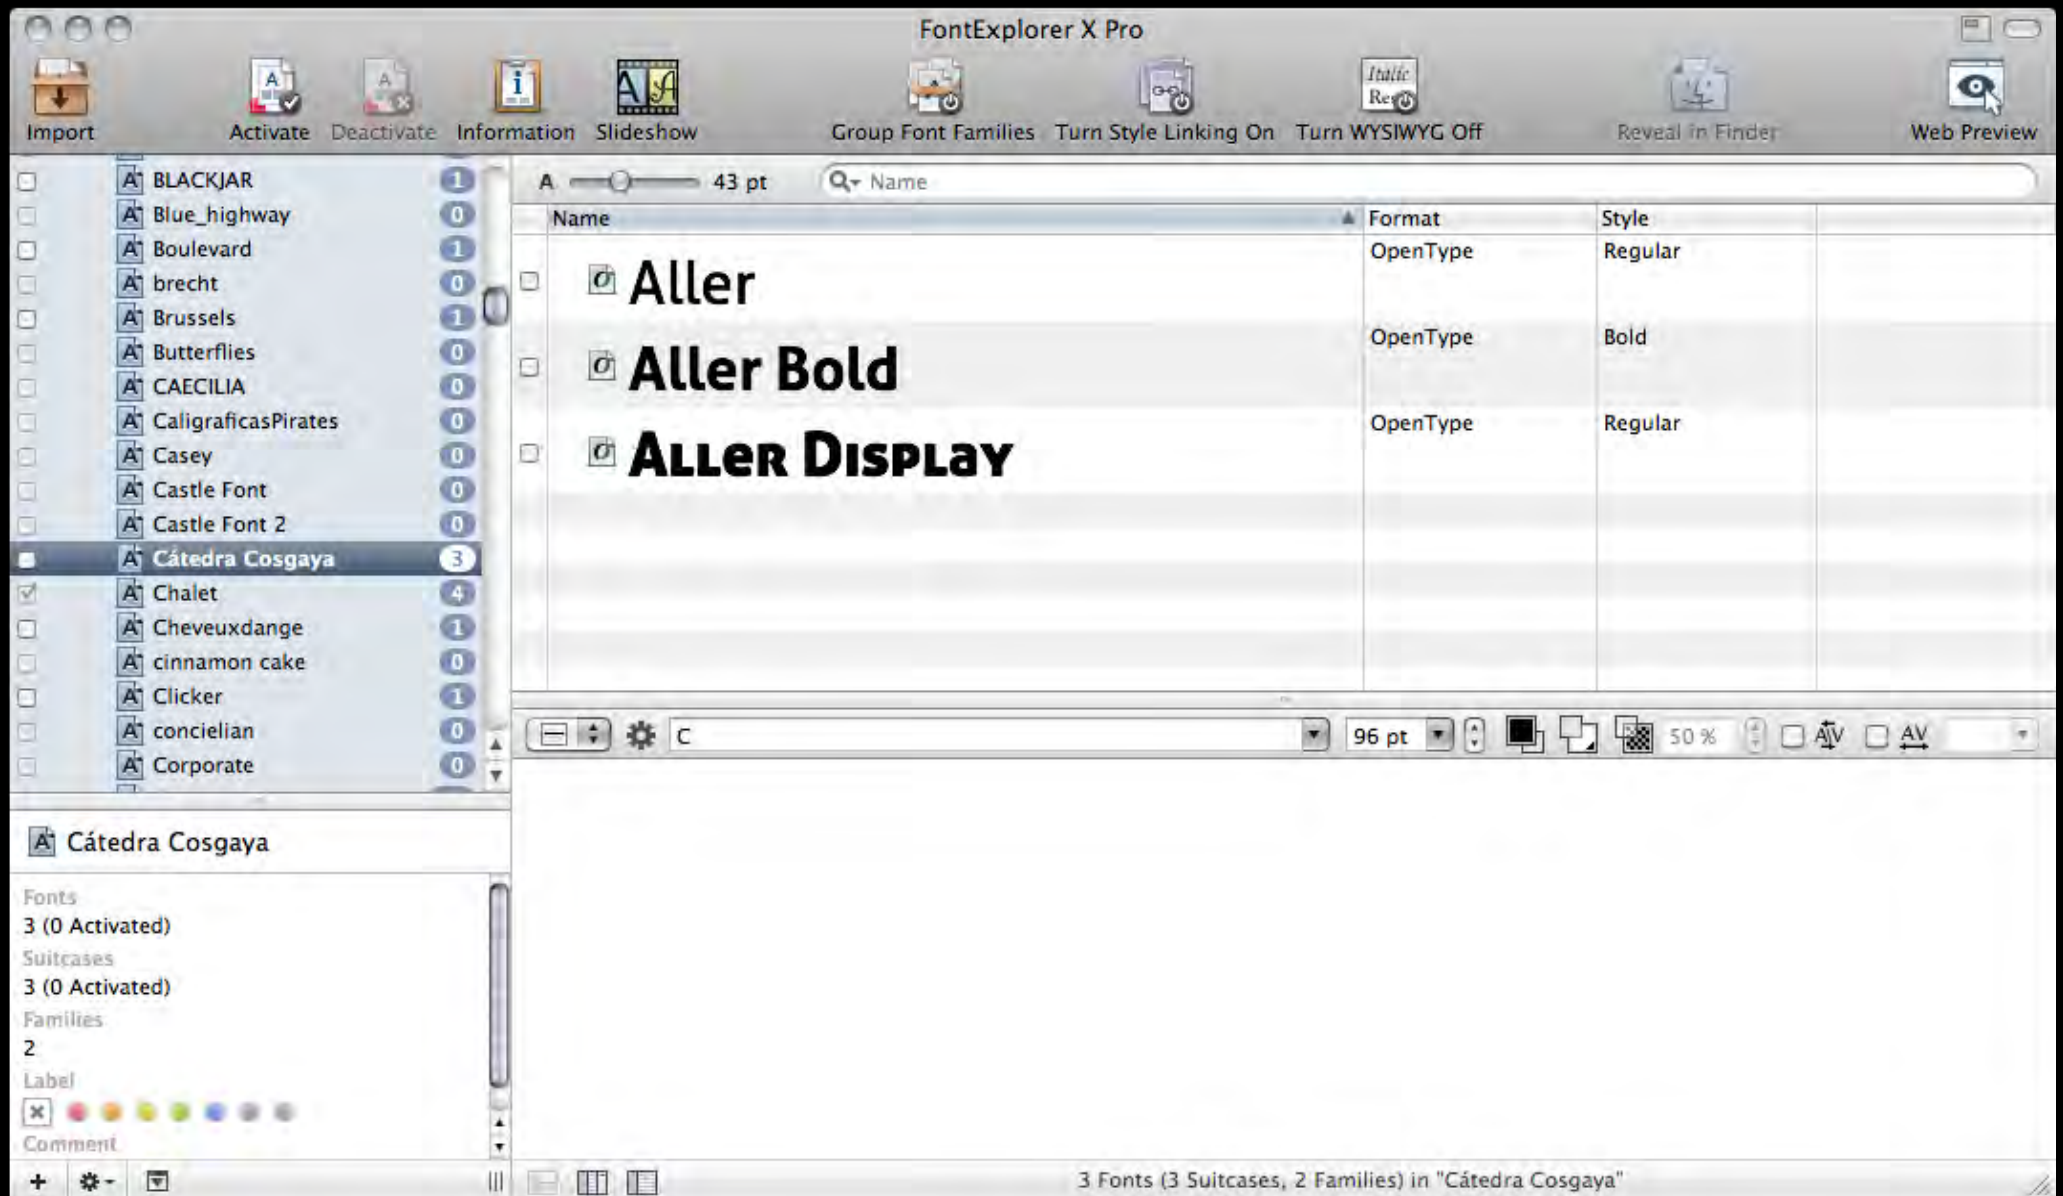 FontExplorer X Pro
Import
Activate
Deactivate
Information
Slideshow
Group Font Families
Turn Style Linking On
Italic
Turn WYSIWYG Off
Reveal in Finder
Web Preview
BLACKJAR 1
Blue_highway 0
Boulevard 1
brecht 0
Brussels 1
Butterflies 0
CAECILIA 0
CaligraficasPirates 0
Casey 0
Castle Font 0
Castle Font 2 0
Cátedra Cosgaya 3
Chalet 4
Cheveuxdange 1
cinnamon cake 0
Clicker 1
concielian 0
Corporate 0
Cátedra Cosgaya
Fonts
3 (0 Activated)
Suitcases
3 (0 Activated)
Families
2
Label
Comment
A 43 pt Name
Name Format Style
Aller OpenType Regular
Aller Bold OpenType Bold
Aller Display OpenType Regular
C 96 pt 50 % AV AV
3 Fonts (3 Suitcases, 2 Families) in "Cátedra Cosgaya"